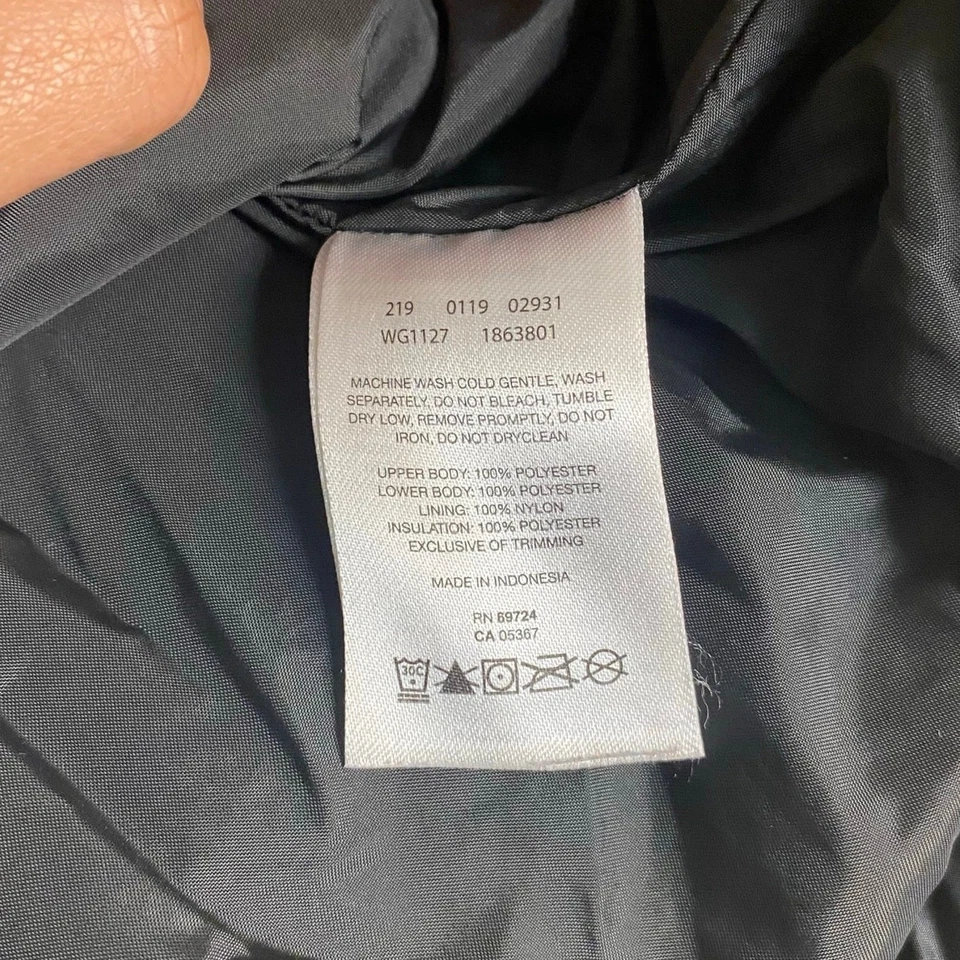 219 0119 02931
WG1127 1863801
MACHINE WASH COLD GENTLE, WASH
SEPARATELY, DO NOT BLEACH, TUMBLE
DRY LOW, REMOVE PROMPTLY, DO NOT
IRON, DO NOT DRYCLEAN
UPPER BODY: 100% POLYESTER
LOWER BODY: 100% POLYESTER
LINING: 100% NYLON
INSULATION: 100% POLYESTER
EXCLUSIVE OF TRIMMING
MADE IN INDONESIA
RN 69724
CA 05367
30C